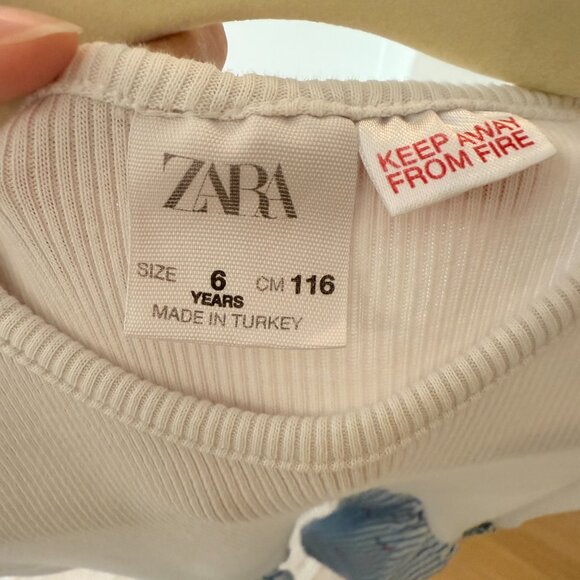 ZARA
KEEP AWAY
FROM FIRE
SIZE 6 CM 116
YEARS
MADE IN TURKEY